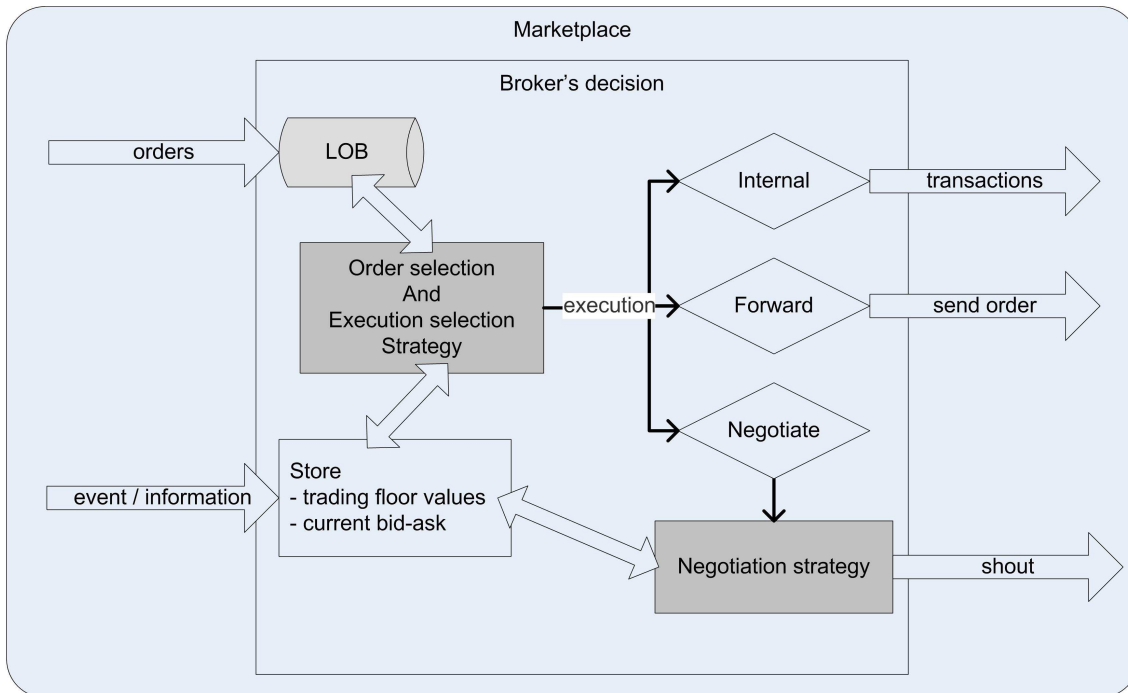 Marketplace
Broker's decision
orders
LOB
Internal
transactions
Order selection
And
Execution selection
Strategy
execution
Forward
send order
Negotiate
event / information
Store
- trading floor values
- current bid-ask
Negotiation strategy
shout